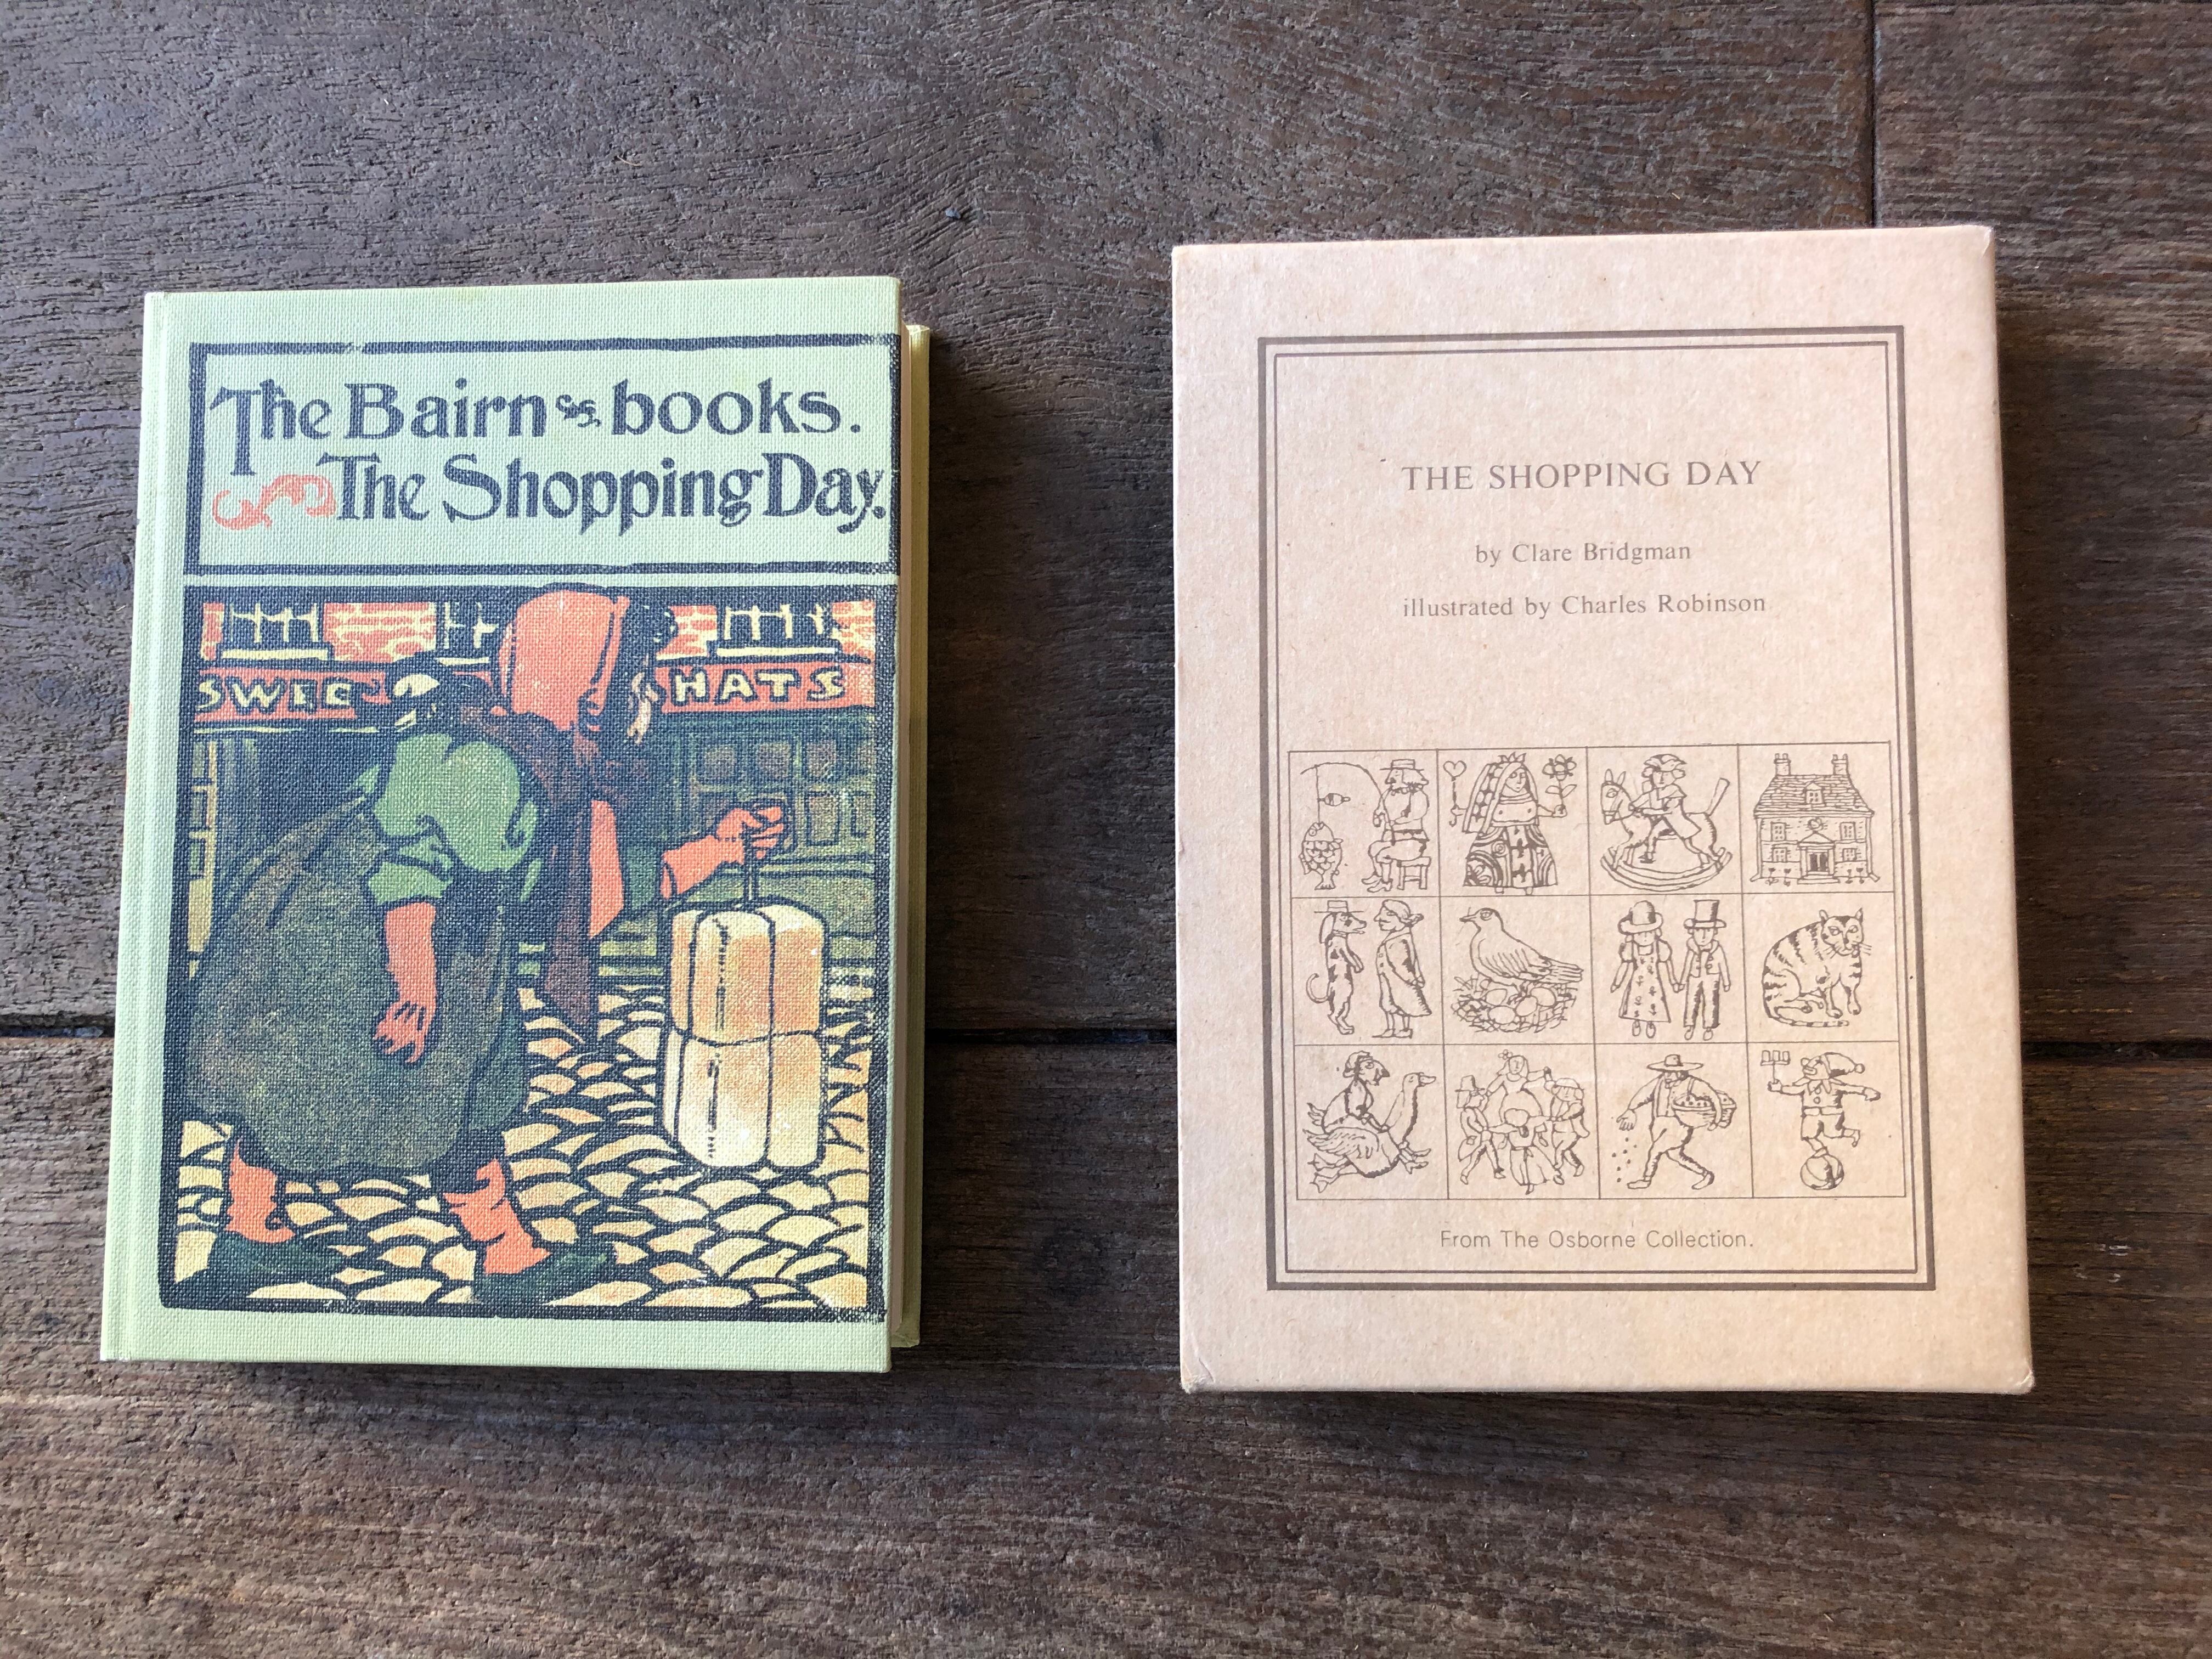 The Bairn books.
The Shopping Day.
SWEE
HATS
THE SHOPPING DAY
by Clare Bridgman
illustrated by Charles Robinson
From The Osborne Collection.